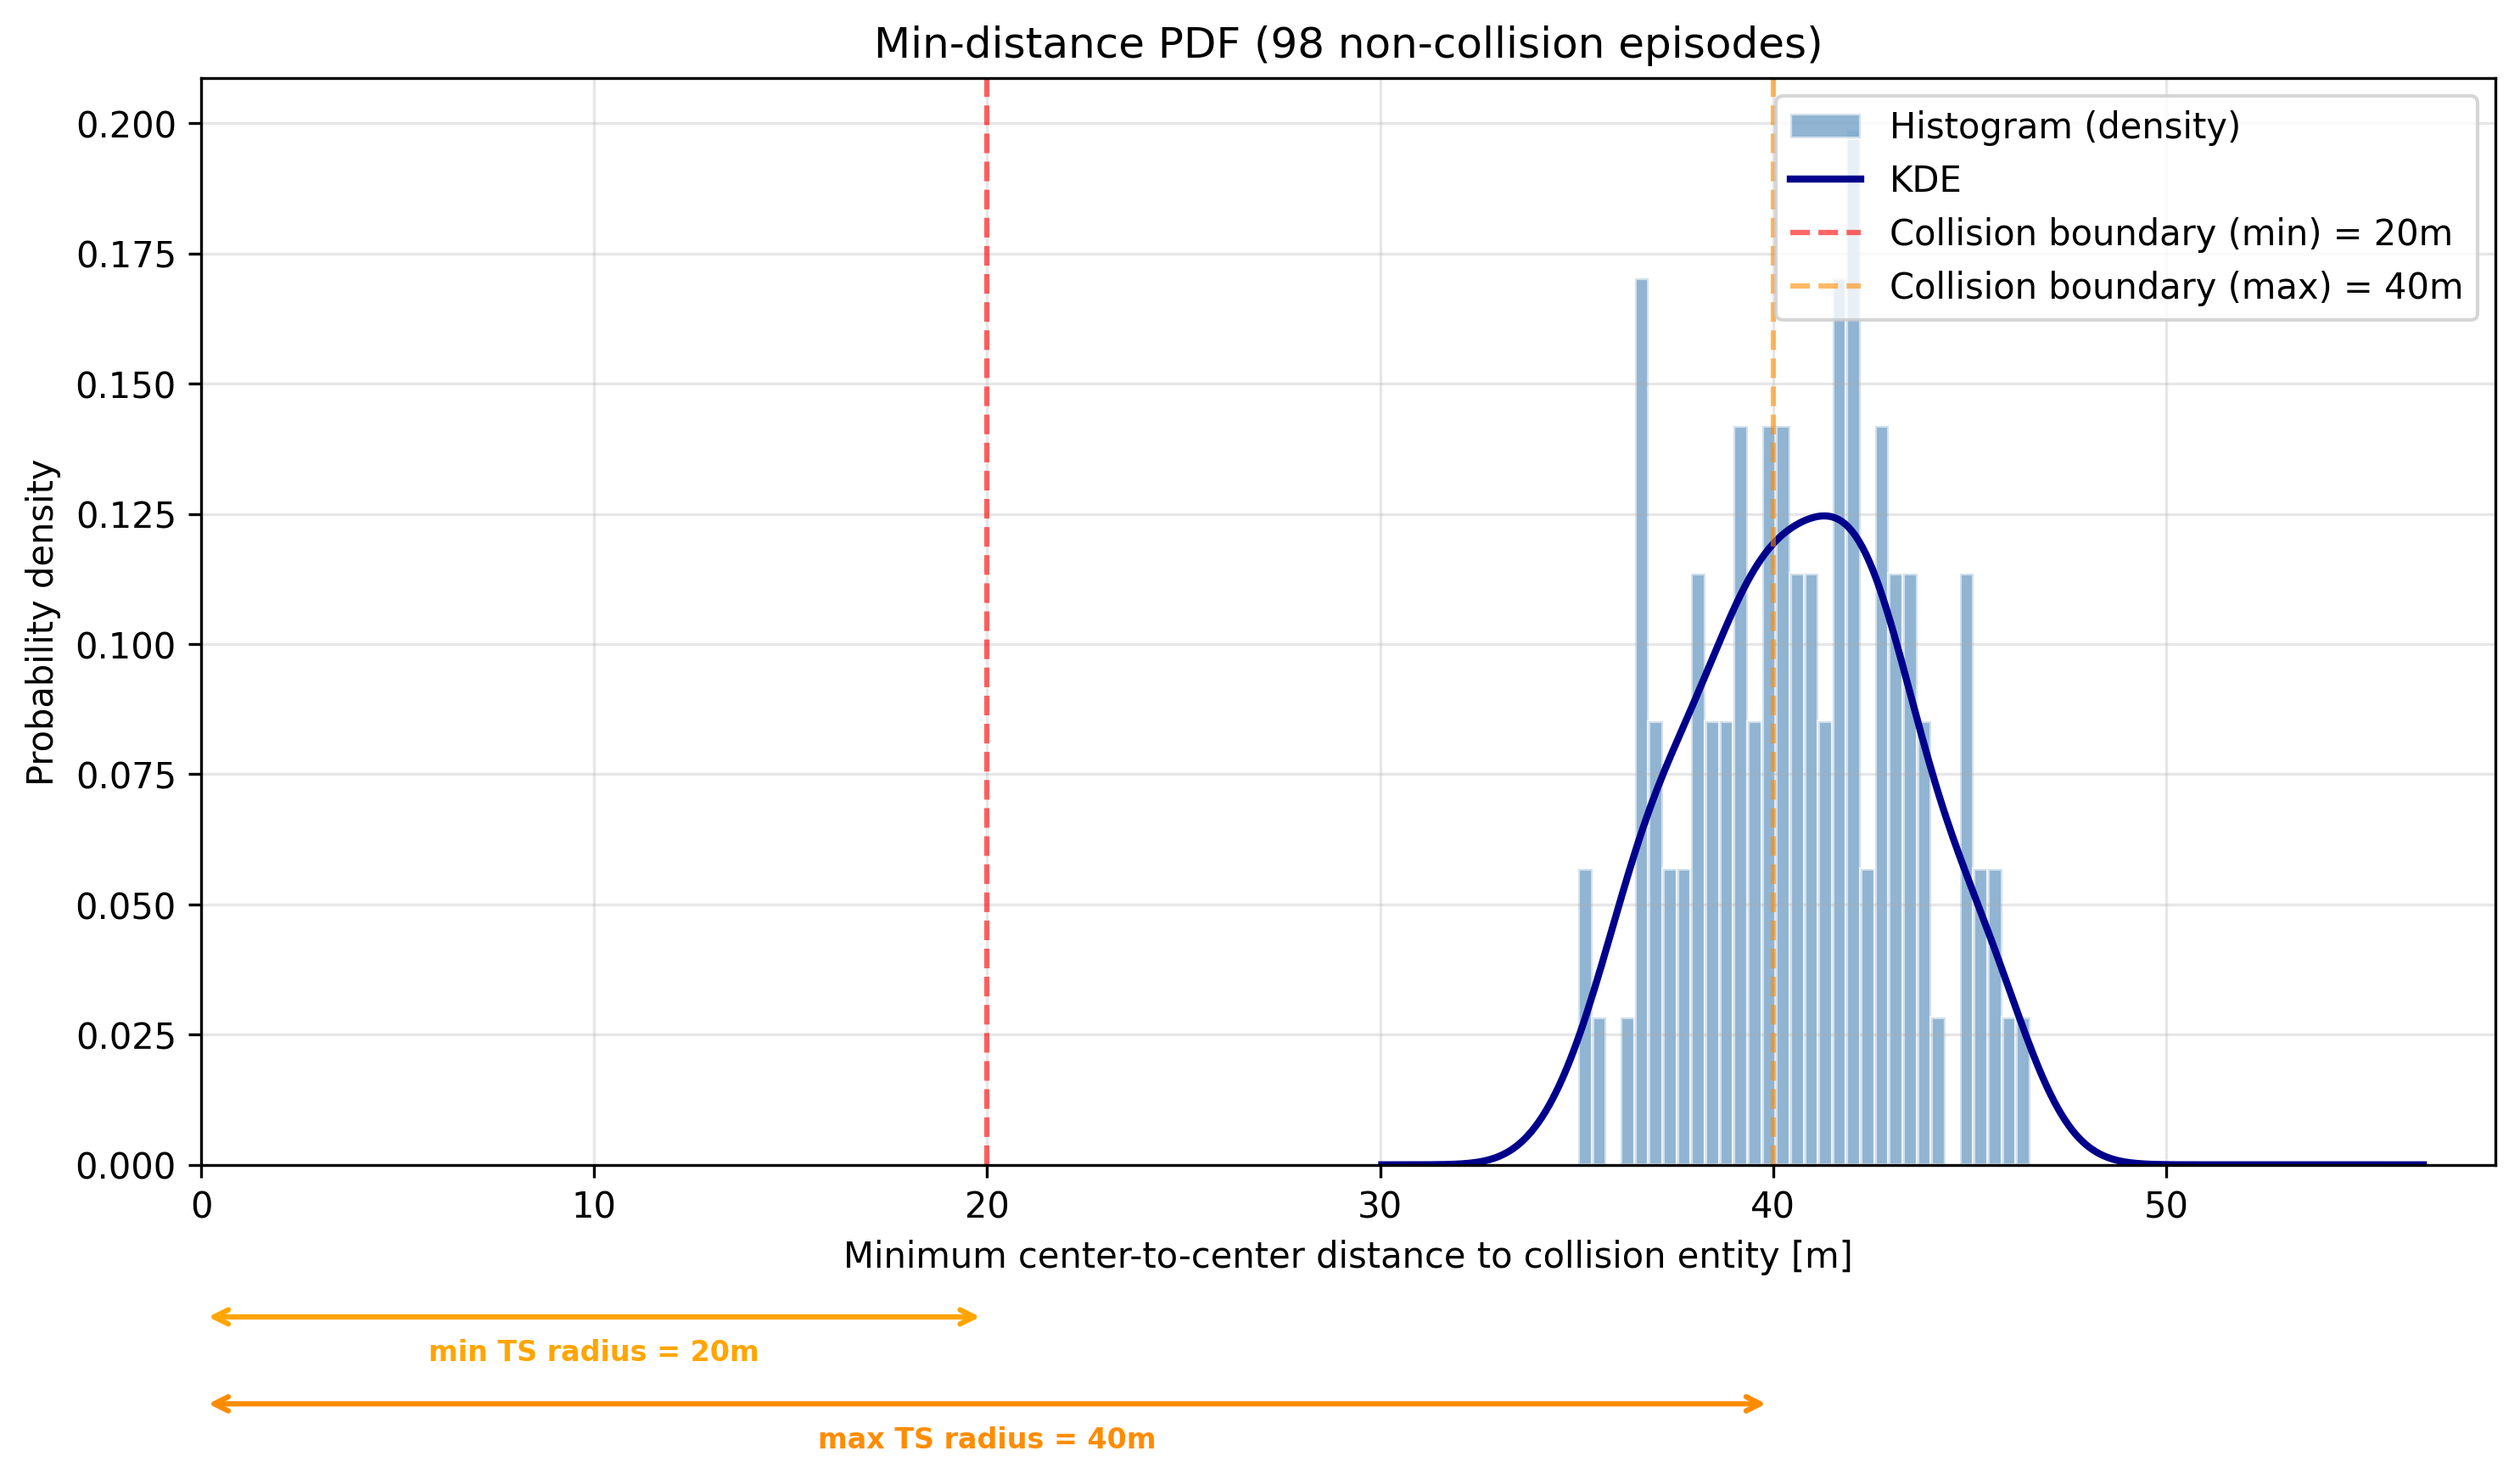 Min-distance PDF (98 non-collision episodes)
Histogram (density)
KDE
Collision boundary (min) = 20m
Collision boundary (max) = 40m
Probability density
0.200
0.175
0.150
0.125
0.100
0.075
0.050
0.025
0.000
0 10 20 30 40 50
Minimum center-to-center distance to collision entity [m]
min TS radius = 20m
max TS radius = 40m